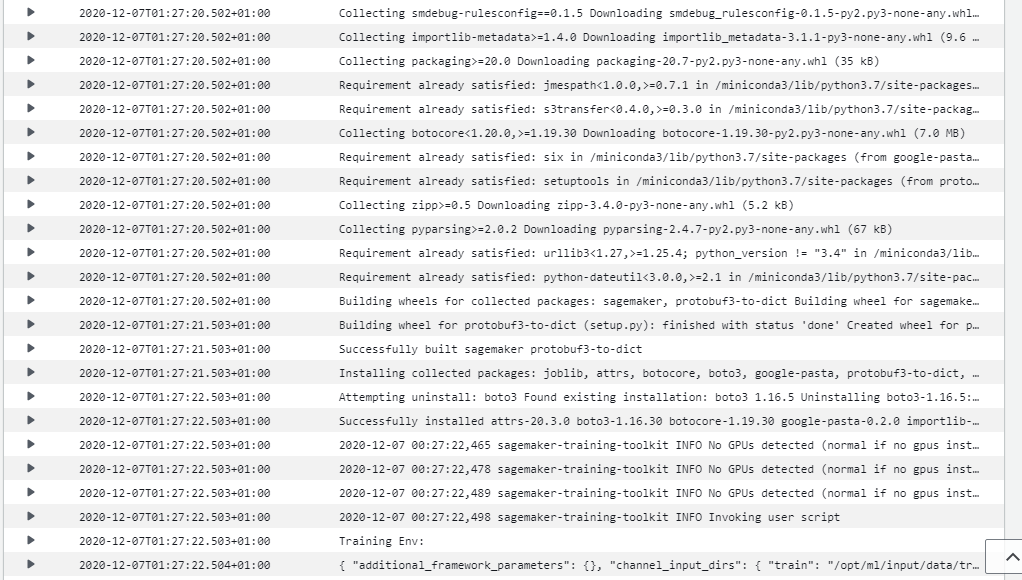 2020-12-07T01:27:20.502+01:00 Collecting smdebug-rulesconfig==0.1.5 Downloading smdebug_rulesconfig-0.1.5-py2.py3-none-any.whl…
2020-12-07T01:27:20.502+01:00 Collecting importlib-metadata>=1.4.0 Downloading importlib_metadata-3.1.1-py3-none-any.whl (9.6 …
2020-12-07T01:27:20.502+01:00 Collecting packaging>=20.0 Downloading packaging-20.7-py2.py3-none-any.whl (35 kB)
2020-12-07T01:27:20.502+01:00 Requirement already satisfied: jmespath<1.0.0,>=0.7.1 in /miniconda3/lib/python3.7/site-packages…
2020-12-07T01:27:20.502+01:00 Requirement already satisfied: s3transfer<0.4.0,>=0.3.0 in /miniconda3/lib/python3.7/site-packag…
2020-12-07T01:27:20.502+01:00 Collecting botocore<1.20.0,>=1.19.30 Downloading botocore-1.19.30-py2.py3-none-any.whl (7.0 MB)
2020-12-07T01:27:20.502+01:00 Requirement already satisfied: six in /miniconda3/lib/python3.7/site-packages (from google-pasta…
2020-12-07T01:27:20.502+01:00 Requirement already satisfied: setuptools in /miniconda3/lib/python3.7/site-packages (from proto…
2020-12-07T01:27:20.502+01:00 Collecting zipp>=0.5 Downloading zipp-3.4.0-py3-none-any.whl (5.2 kB)
2020-12-07T01:27:20.502+01:00 Collecting pyparsing>=2.0.2 Downloading pyparsing-2.4.7-py2.py3-none-any.whl (67 kB)
2020-12-07T01:27:20.502+01:00 Requirement already satisfied: urllib3<1.27,>=1.25.4; python_version != "3.4" in /miniconda3/lib…
2020-12-07T01:27:20.502+01:00 Requirement already satisfied: python-dateutil<3.0.0,>=2.1 in /miniconda3/lib/python3.7/site-pac…
2020-12-07T01:27:20.502+01:00 Building wheels for collected packages: sagemaker, protobuf3-to-dict Building wheel for sagemake…
2020-12-07T01:27:21.503+01:00 Building wheel for protobuf3-to-dict (setup.py): finished with status 'done' Created wheel for p…
2020-12-07T01:27:21.503+01:00 Successfully built sagemaker protobuf3-to-dict
2020-12-07T01:27:21.503+01:00 Installing collected packages: joblib, attrs, botocore, boto3, google-pasta, protobuf3-to-dict, …
2020-12-07T01:27:22.503+01:00 Attempting uninstall: boto3 Found existing installation: boto3 1.16.5 Uninstalling boto3-1.16.5:…
2020-12-07T01:27:22.503+01:00 Successfully installed attrs-20.3.0 boto3-1.16.30 botocore-1.19.30 google-pasta-0.2.0 importlib-…
2020-12-07T01:27:22.503+01:00 2020-12-07 00:27:22,465 sagemaker-training-toolkit INFO No GPUs detected (normal if no gpus inst…
2020-12-07T01:27:22.503+01:00 2020-12-07 00:27:22,478 sagemaker-training-toolkit INFO No GPUs detected (normal if no gpus inst…
2020-12-07T01:27:22.503+01:00 2020-12-07 00:27:22,489 sagemaker-training-toolkit INFO No GPUs detected (normal if no gpus inst…
2020-12-07T01:27:22.503+01:00 2020-12-07 00:27:22,498 sagemaker-training-toolkit INFO Invoking user script
2020-12-07T01:27:22.503+01:00 Training Env:
2020-12-07T01:27:22.504+01:00 { "additional_framework_parameters": {}, "channel_input_dirs": { "train": "/opt/ml/input/data/tr…